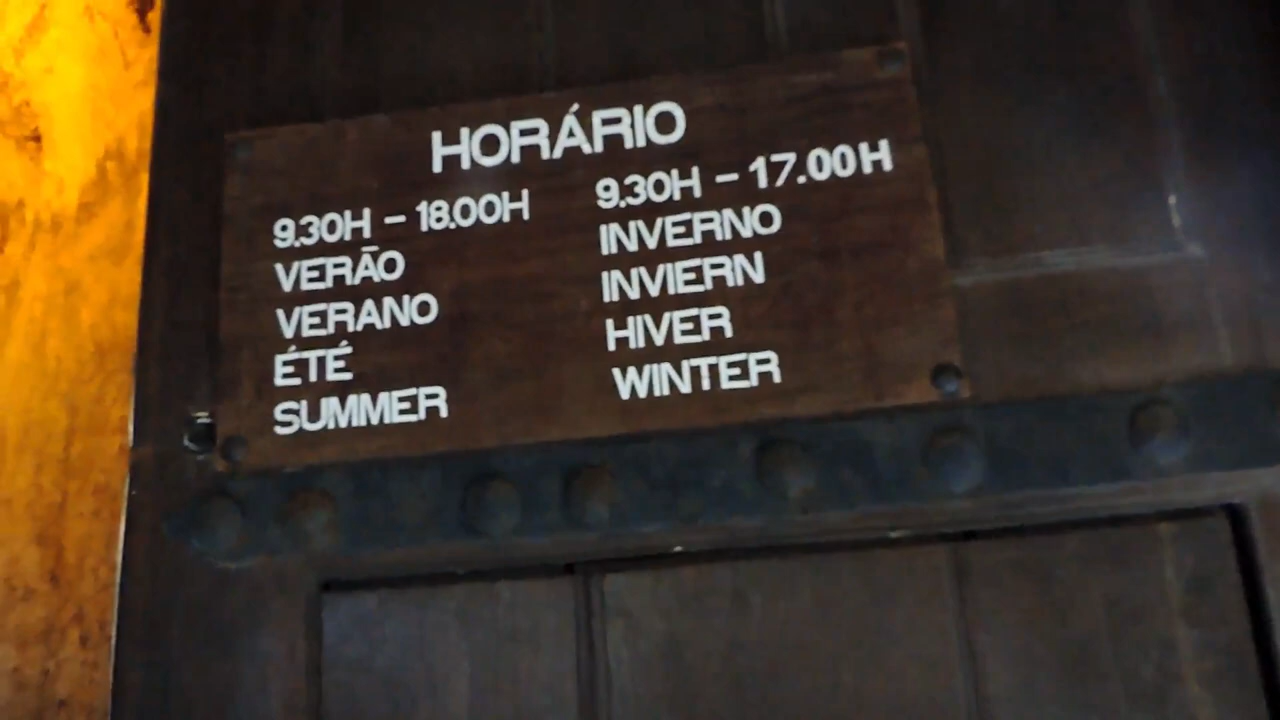 HORÁRIO
9.30H - 18.00H
VERÃO
VERANO
ÉTÉ
SUMMER
9.30H - 17.00H
INVERNO
INVIERN
HIVER
WINTER